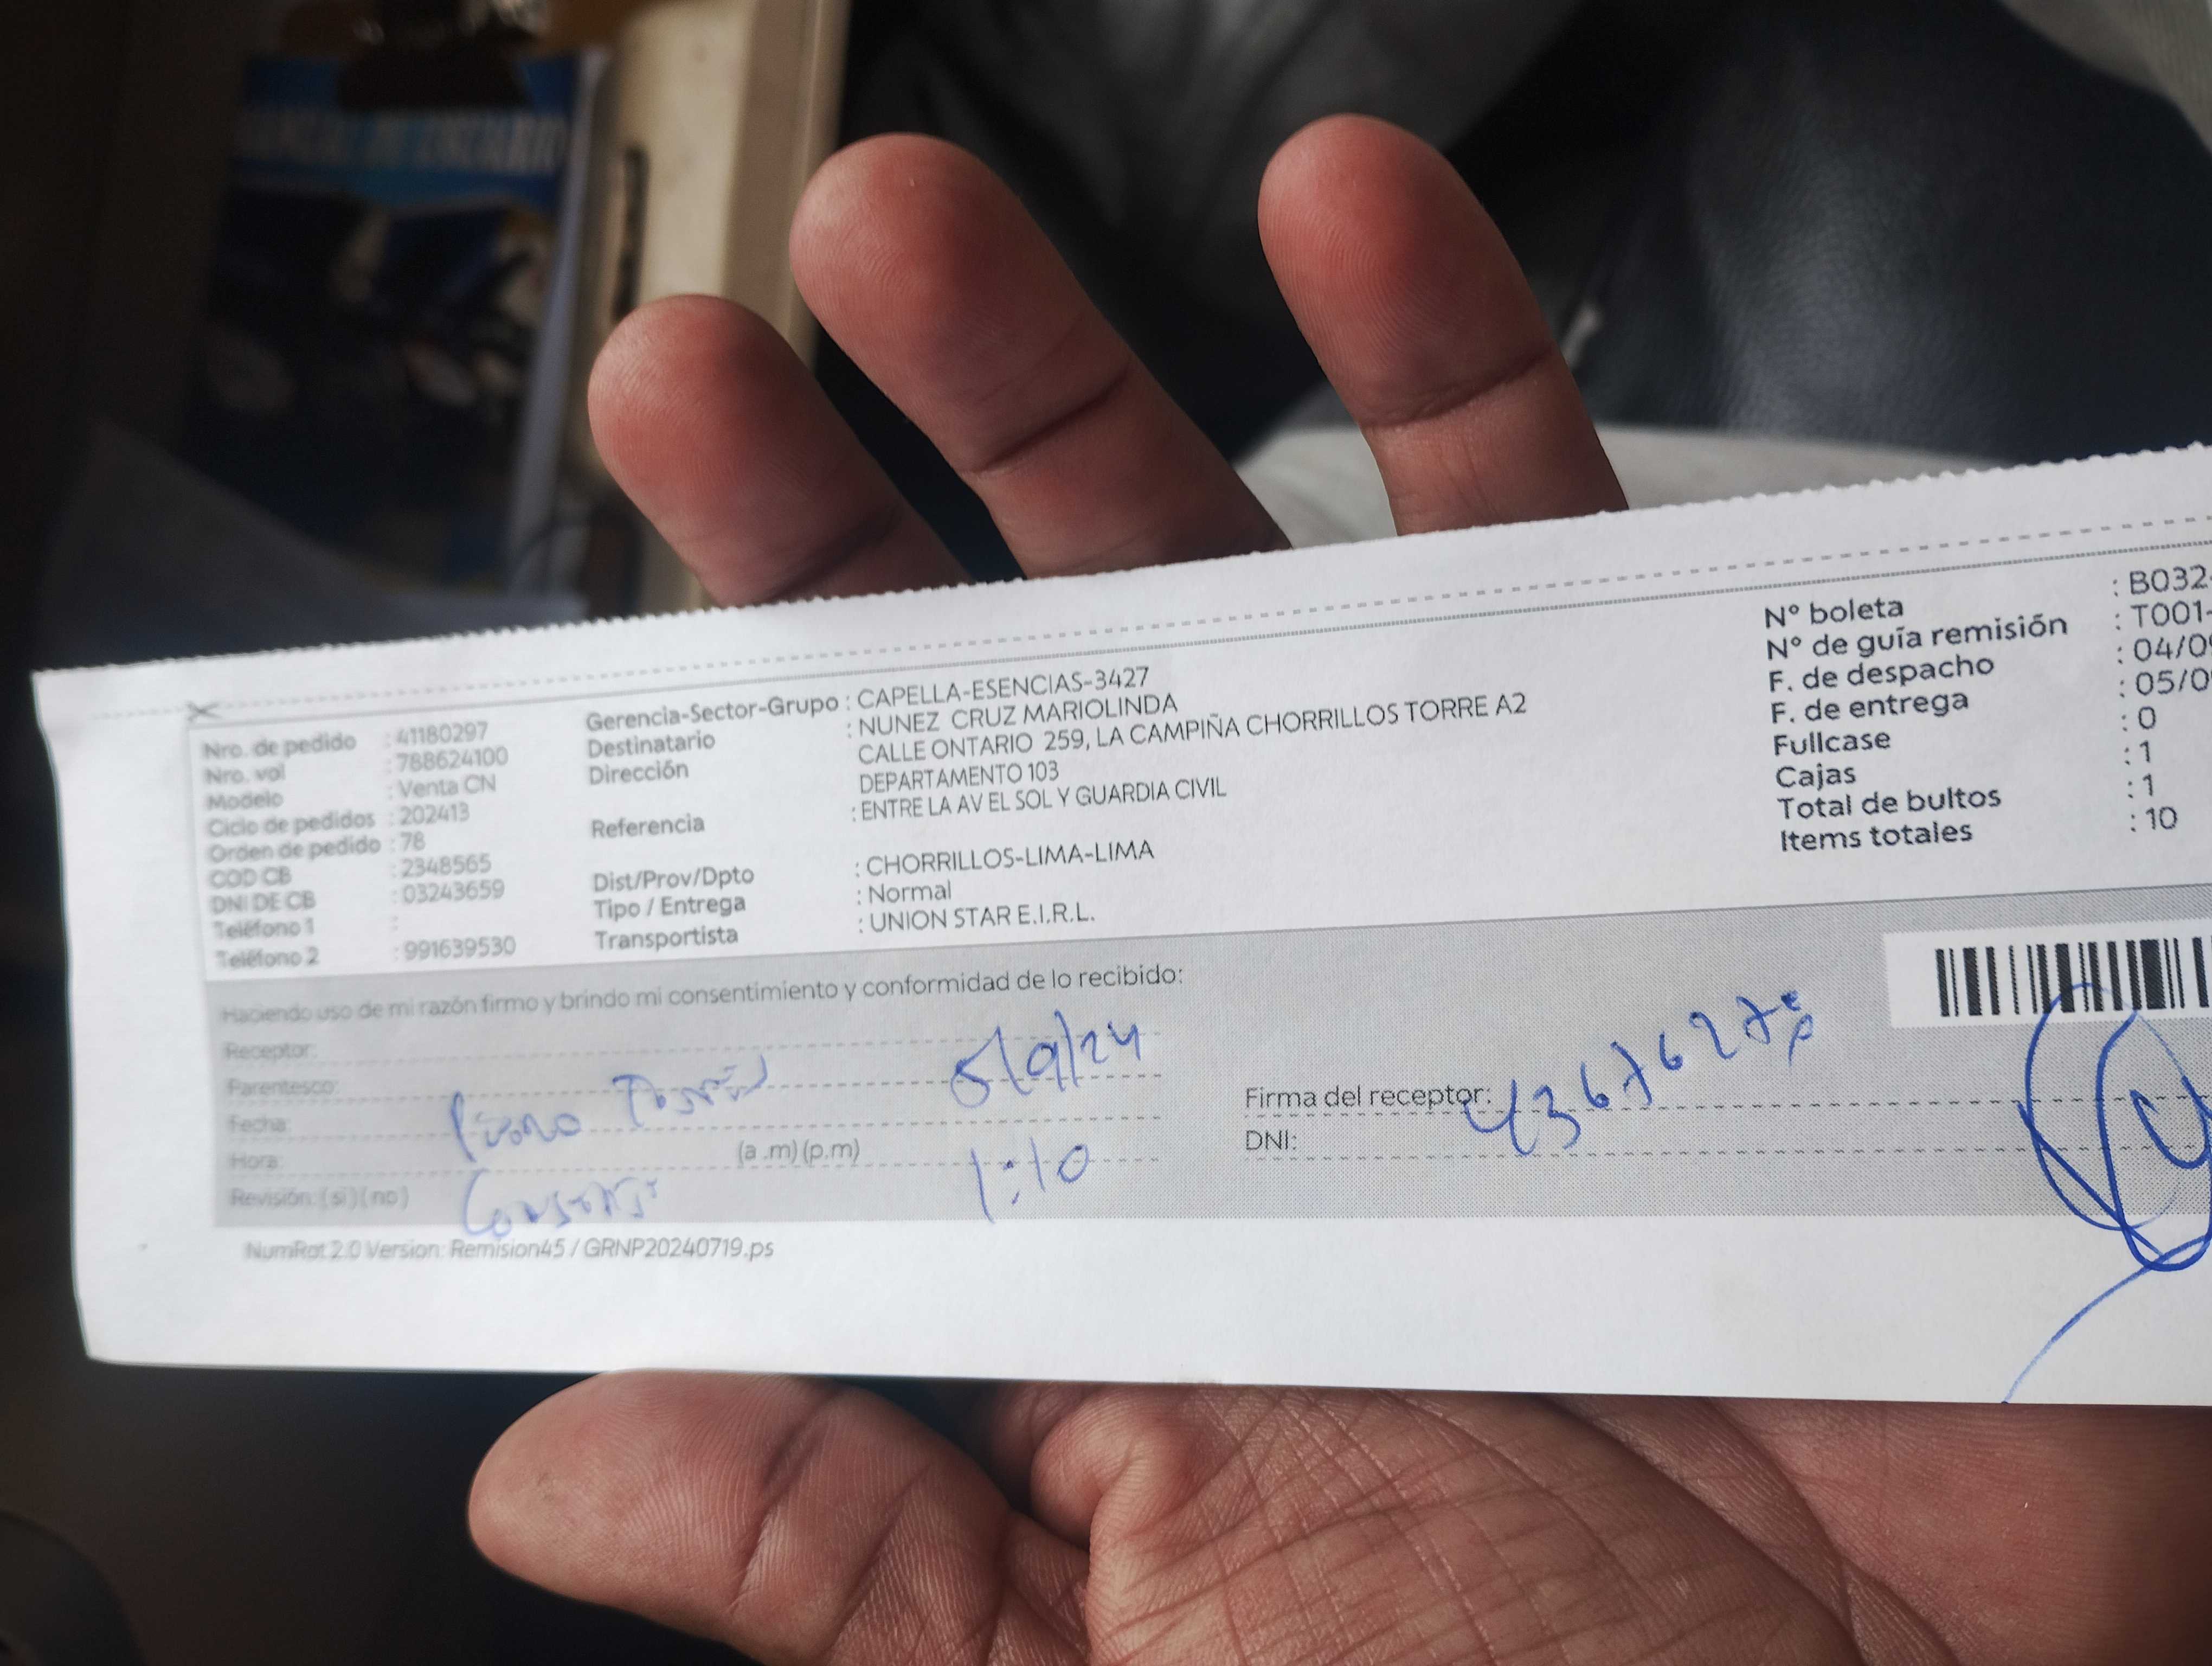 Nro. de pedido : 41180297
Nro. vol : 788624100
Modelo : Venta CN
Ciclo de pedidos : 202413
Orden de pedido : 78
COD CB : 2348565
DNI DE CB : 03243659
Teléfono 1 :
Teléfono 2 : 991639530
Gerencia-Sector-Grupo : CAPELLA-ESENCIAS-3427
Destinatario : NUNEZ CRUZ MARIOLINDA
Dirección CALLE ONTARIO 259, LA CAMPIÑA CHORRILLOS TORRE A2
DEPARTAMENTO 103
Referencia : ENTRE LA AV EL SOL Y GUARDIA CIVIL
Dist/Prov/Dpto : CHORRILLOS-LIMA-LIMA
Tipo / Entrega : Normal
Transportista : UNION STAR E.I.R.L.
N° boleta : B032-
N° de guía remisión : T001-
F. de despacho : 04/09
F. de entrega : 05/0
Fullcase : 0
Cajas : 1
Total de bultos : 1
Items totales : 10
Haciendo uso de mi razón firmo y brindo mi consentimiento y conformidad de lo recibido:
Receptor:
Parentesco:
Fecha: 5/9/24
Hora: (a .m) (p.m) 1:10
Revisión: (si) (no)
Firma del receptor:
DNI:
NumRot 2.0 Version: Remision45 / GRNP20240719.ps